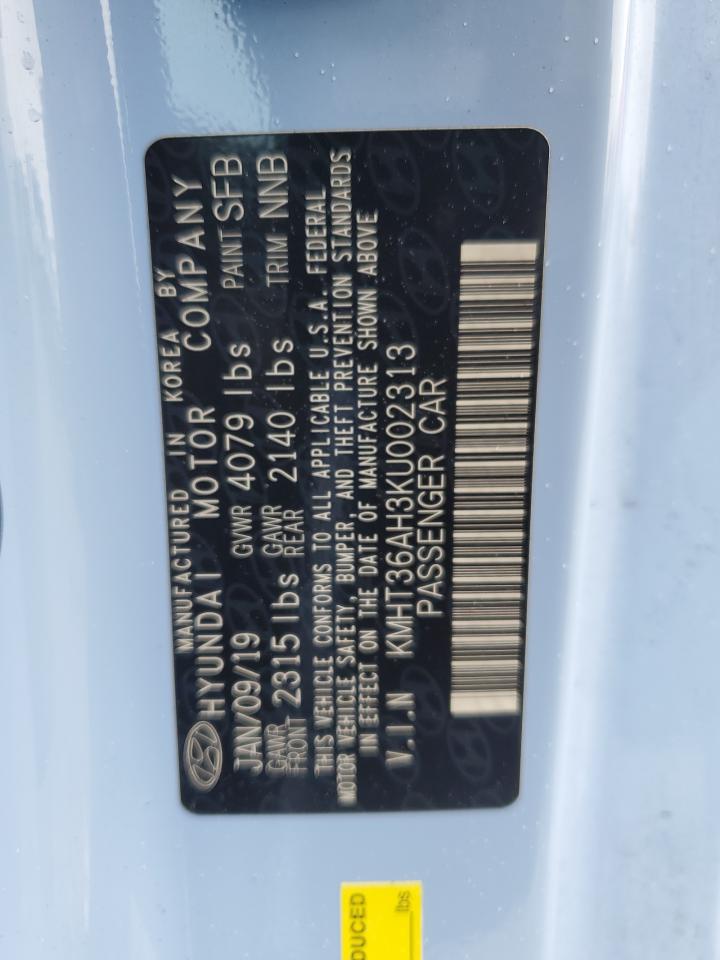 MANUFACTURED IN KOREA BY
HYUNDAI MOTOR COMPANY
JAN/09/19 GVWR 4079 lbs PAINT SFB
GAWR FRONT 2315 lbs GAWR REAR 2140 lbs TRIM NNB
THIS VEHICLE CONFORMS TO ALL APPLICABLE U.S.A. FEDERAL
MOTOR VEHICLE SAFETY, BUMPER, AND THEFT PREVENTION STANDARDS
IN EFFECT ON THE DATE OF MANUFACTURE SHOWN ABOVE
V.I.N KMHT36AH3KU002313
PASSENGER CAR
DUCED
lbs